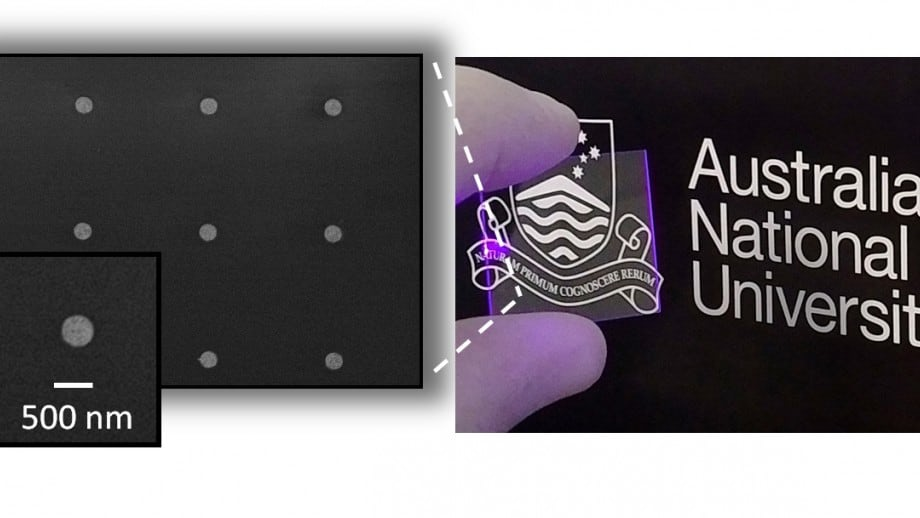 500 nm
NATURAM PRIMUM COGNOSCERE RERUM
Australia
National
Universit